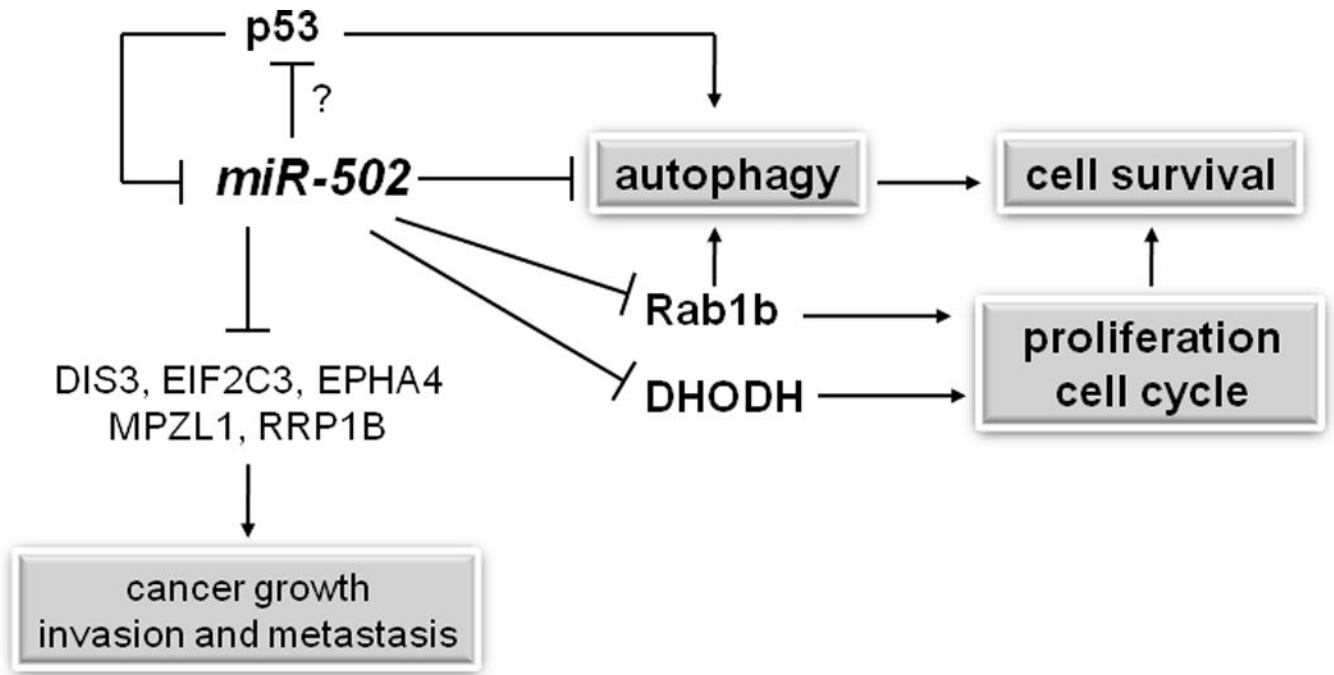 p53
?
miR-502
autophagy
cell survival
Rab1b
proliferation
cell cycle
DHODH
DIS3, EIF2C3, EPHA4
MPZL1, RRP1B
cancer growth
invasion and metastasis